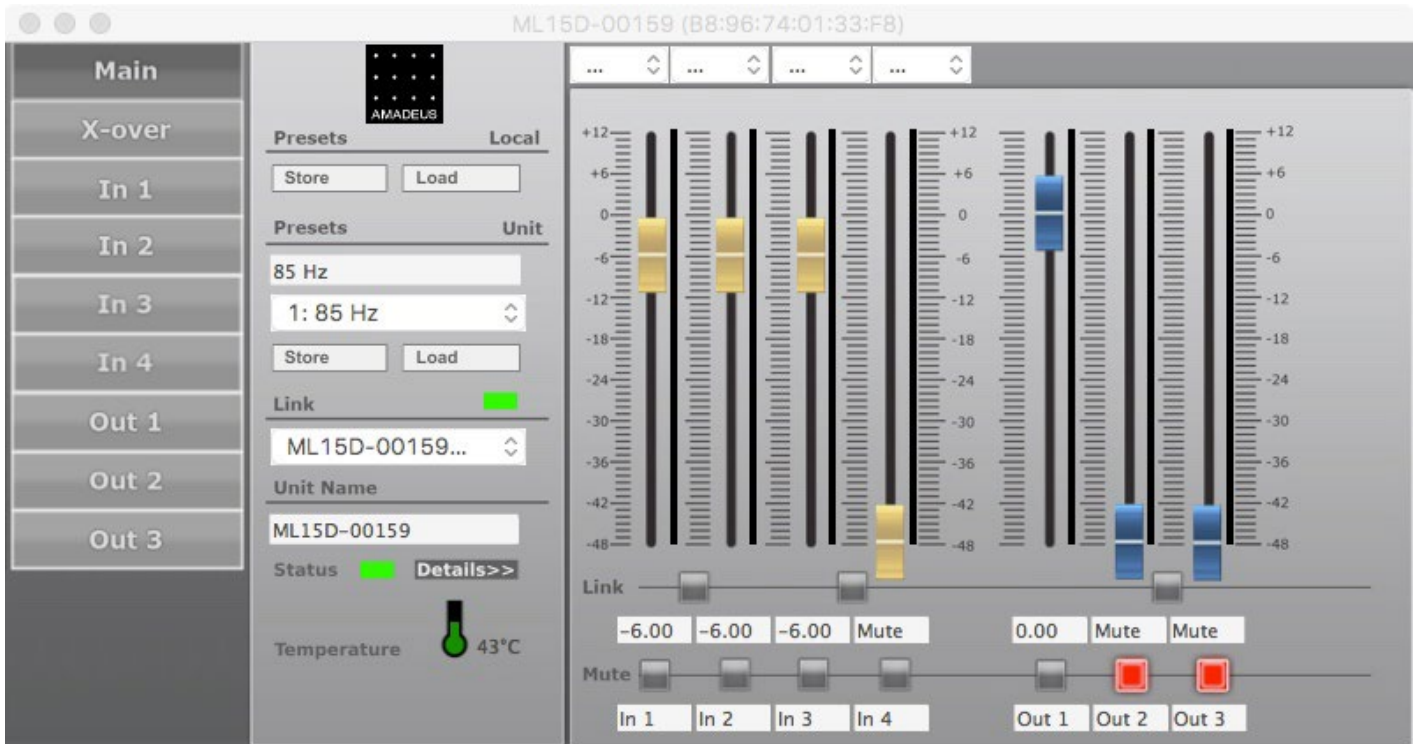 ML15D-00159 (B8:96:74:01:33:F8)
Main
X-over
In 1
In 2
In 3
In 4
Out 1
Out 2
Out 3
AMADEUS
Presets Local
Store Load
Presets Unit
85 Hz
1: 85 Hz
Store Load
Link
ML15D-00159...
Unit Name
ML15D-00159
Status Details>>
Temperature 43°C
... ... ... ...
+12 +12 +12
+6 +6 +6
0 0 0
-6 -6 -6
-12 -12 -12
-18 -18 -18
-24 -24 -24
-30 -30 -30
-36 -36 -36
-42 -42 -42
-48 -48 -48
Link
-6.00 -6.00 -6.00 Mute 0.00 Mute Mute
Mute
In 1 In 2 In 3 In 4 Out 1 Out 2 Out 3